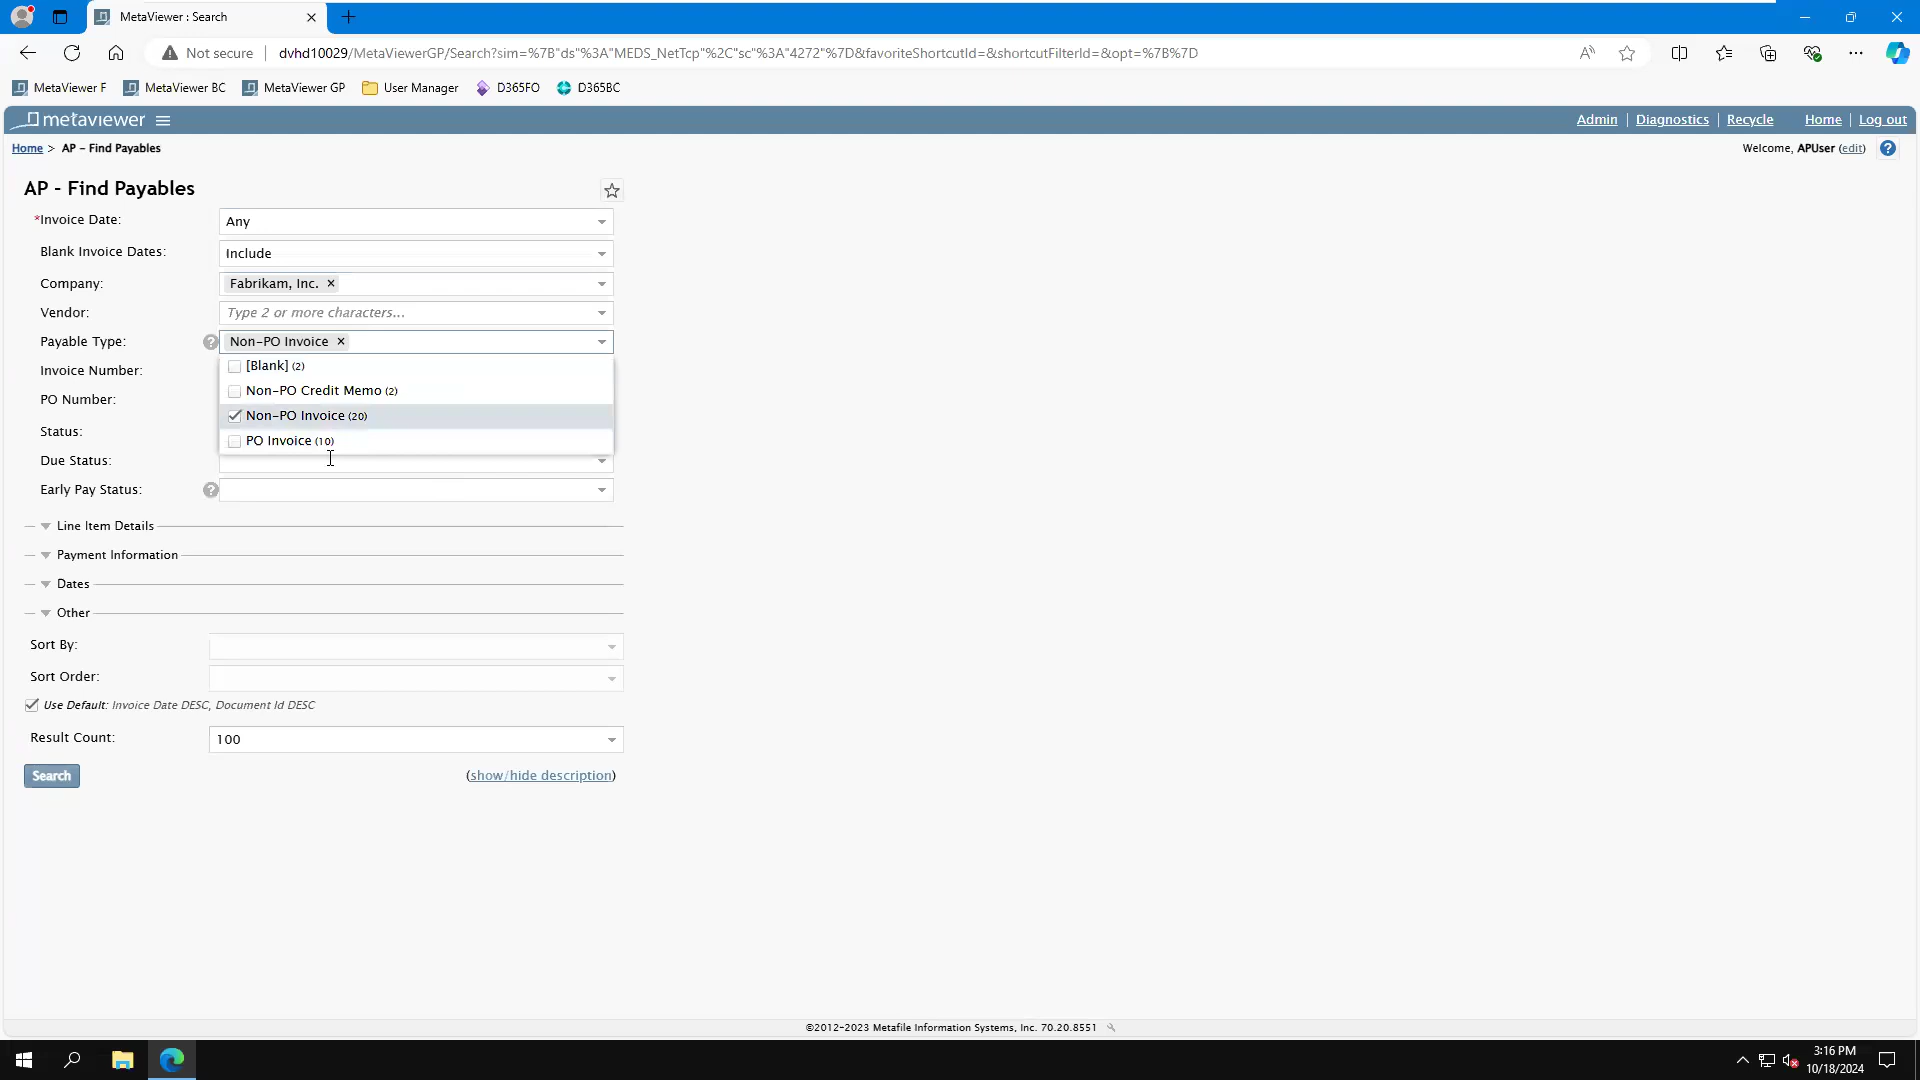 MetaViewer : Search
Not secure
dvhd10029/MetaViewerGP/Search?sim=%7B"ds"%3A"MEDS_NetTcp"%2C"sc"%3A"4272"%7D&favoriteShortcutId=&shortcutFilterId=&opt=%7B%7D
MetaViewer F MetaViewer BC MetaViewer GP User Manager D365FO D365BC
metaviewer Admin | Diagnostics | Recycle Home | Log out
Home > AP - Find Payables Welcome, APUser (edit) ?
AP - Find Payables
*Invoice Date: Any
Blank Invoice Dates: Include
Company: Fabrikam, Inc. ×
Vendor: Type 2 or more characters...
Payable Type: ? Non-PO Invoice ×
[Blank] (2)
Invoice Number:
Non-PO Credit Memo (2)
PO Number:
Non-PO Invoice (20)
Status:
PO Invoice (10)
Due Status:
Early Pay Status: ?
Line Item Details
Payment Information
Dates
Other
Sort By:
Sort Order:
Use Default: Invoice Date DESC, Document Id DESC
Result Count: 100
Search (show/hide description)
©2012-2023 Metafile Information Systems, Inc. 70.20.8551
3:16 PM
10/18/2024